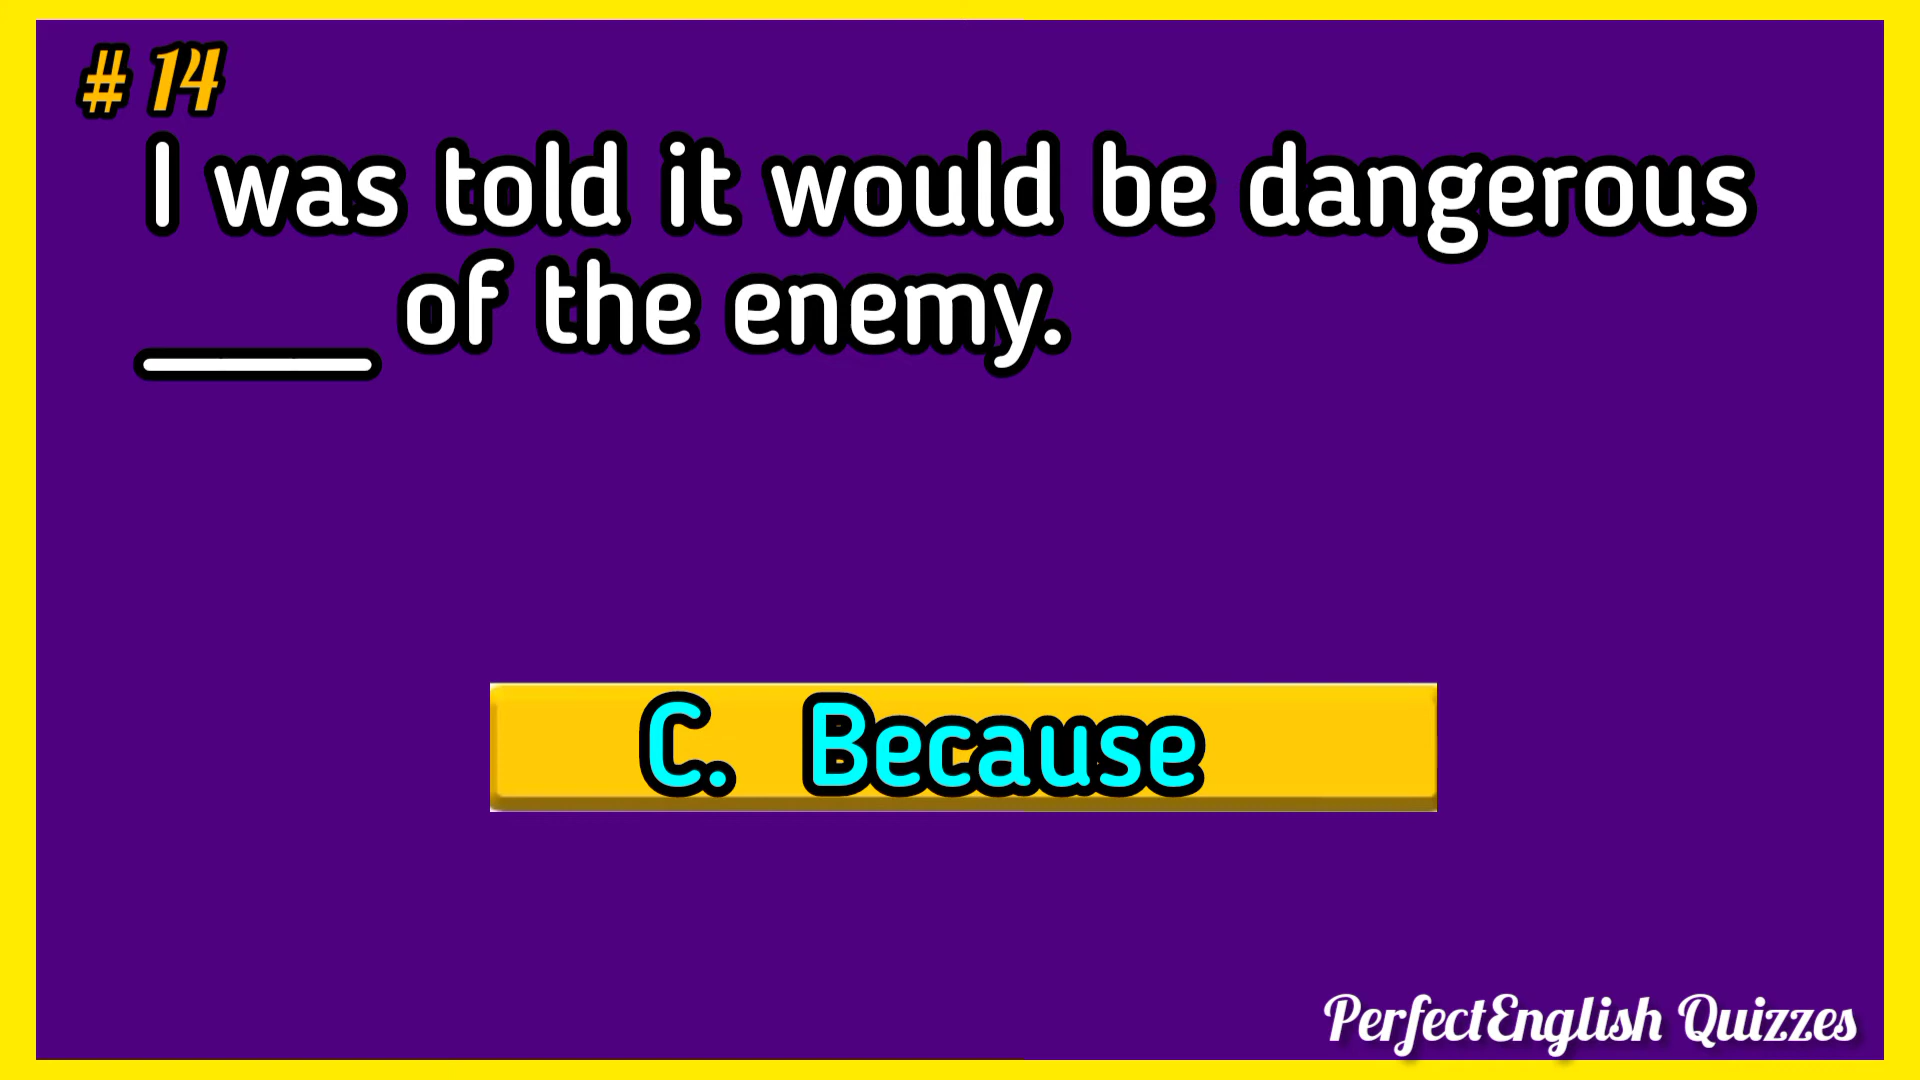 # 14
I was told it would be dangerous
____ of the enemy.
C. Because
PerfectEnglish Quizzes